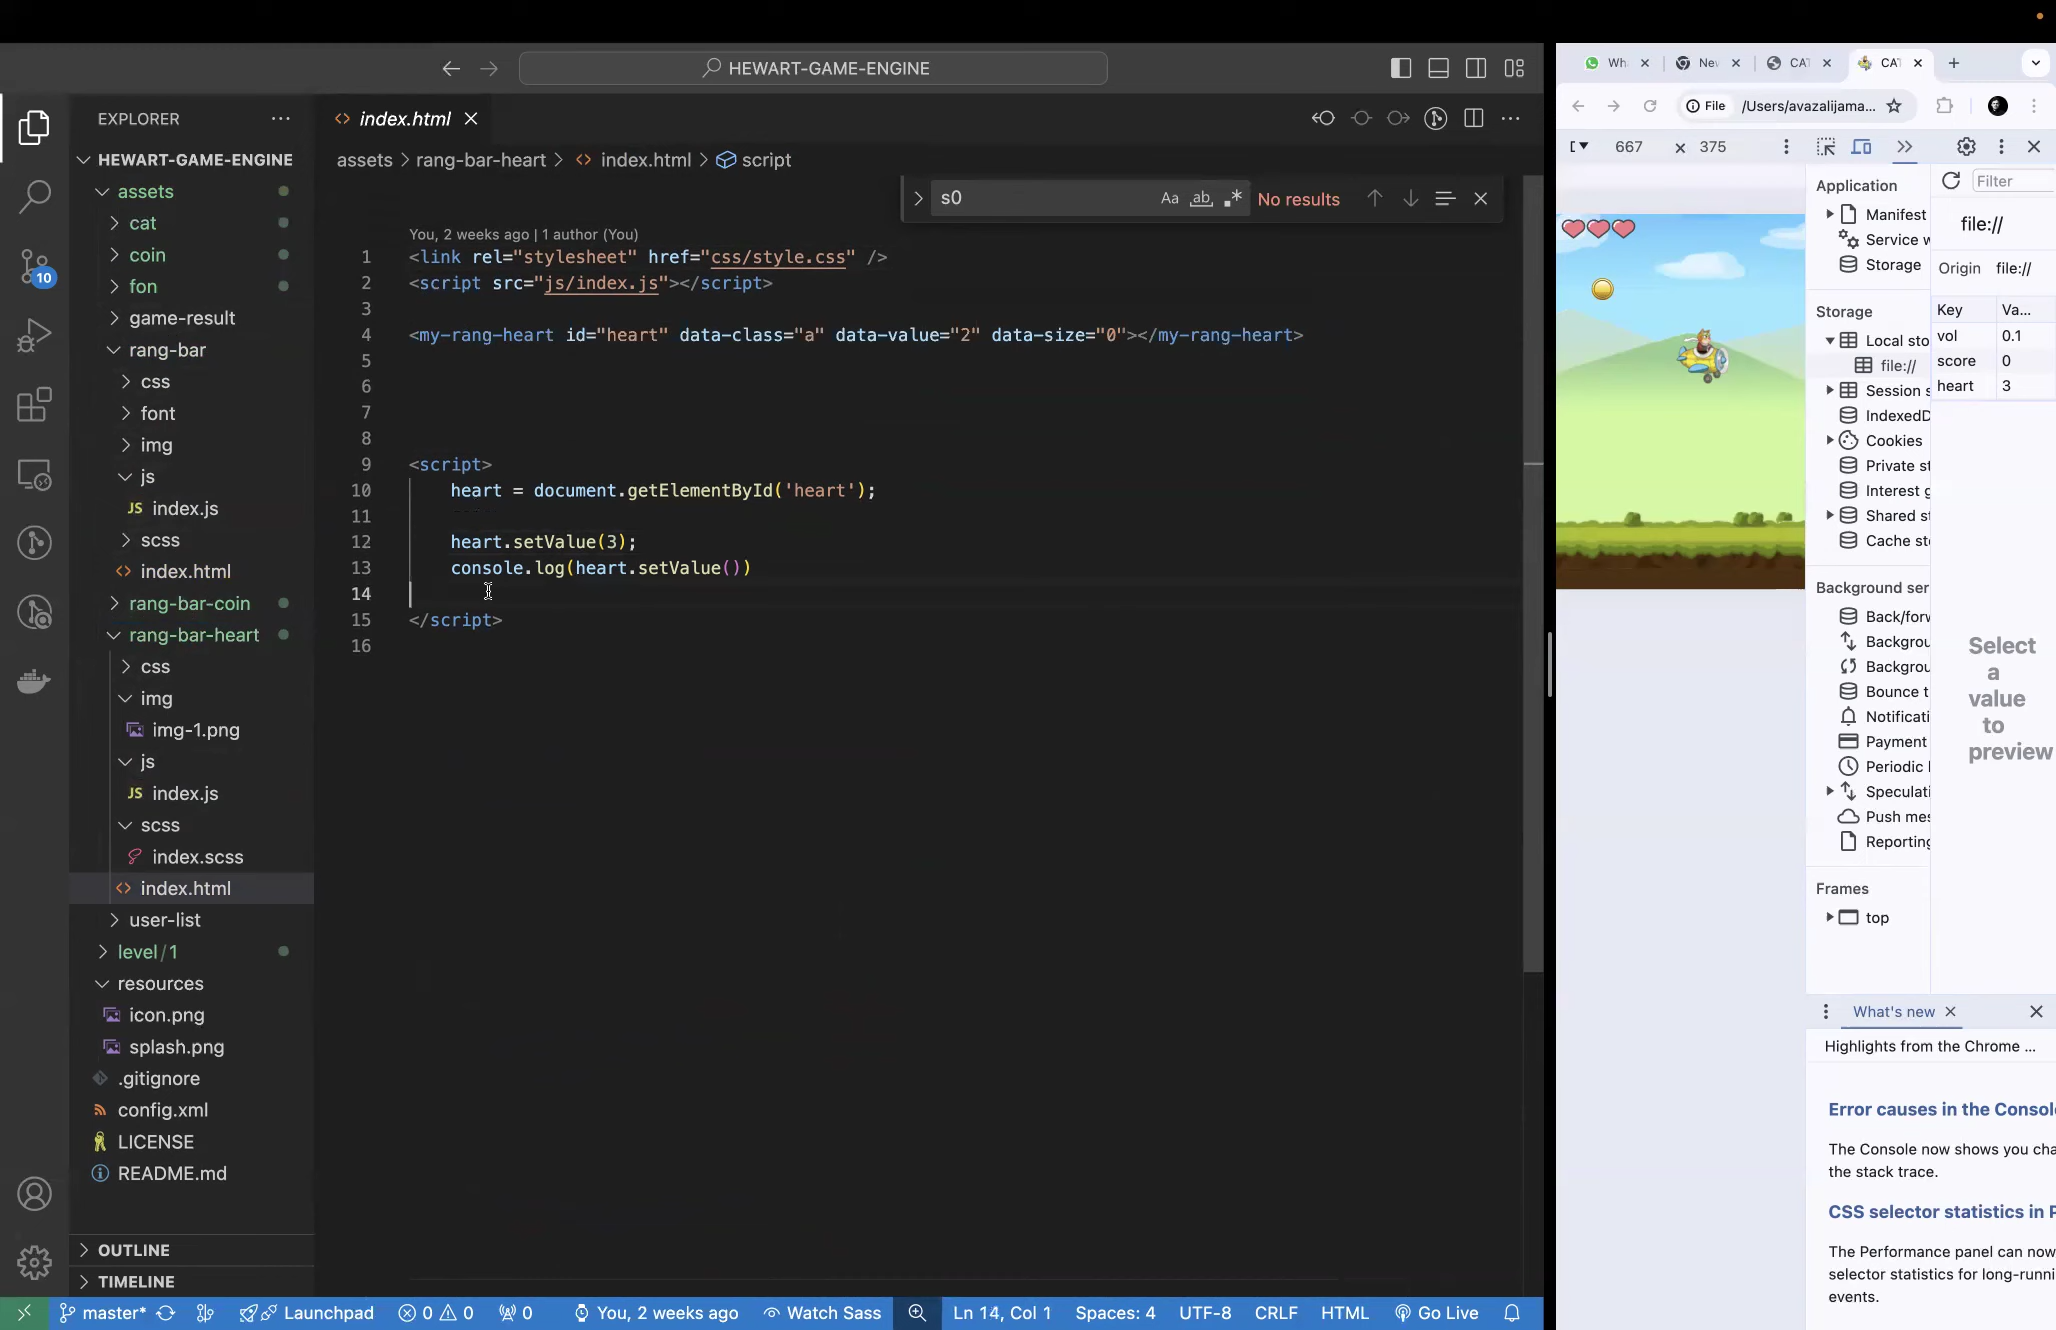 HEWART-GAME-ENGINE
EXPLORER
HEWART-GAME-ENGINE
assets
cat
coin
fon
game-result
rang-bar
css
font
img
js
JS index.js
scss
<> index.html
rang-bar-coin
rang-bar-heart
css
img
img-1.png
js
JS index.js
scss
index.scss
<> index.html
user-list
level/1
resources
icon.png
splash.png
.gitignore
config.xml
LICENSE
README.md
OUTLINE
TIMELINE
10
<> index.html
assets > rang-bar-heart > <> index.html > script
s0
Aa ab .* No results
You, 2 weeks ago | 1 author (You)
1 <link rel="stylesheet" href="css/style.css" />
2 <script src="js/index.js"></script>
3
4 <my-rang-heart id="heart" data-class="a" data-value="2" data-size="0"></my-rang-heart>
5
6
7
8
9 <script>
10 heart = document.getElementById('heart');
11
12 heart.setValue(3);
13 console.log(heart.setValue())
14
15 </script>
16
master* Launchpad 0 0 0 You, 2 weeks ago Watch Sass Ln 14, Col 1 Spaces: 4 UTF-8 CRLF HTML Go Live
Wh Ne CAT CAT
File /Users/avazalijama...
667 × 375
Application
Manifest
Service w
Storage
Storage
Local sto
file://
Session s
IndexedD
Cookies
Private st
Interest g
Shared st
Cache sto
Background ser
Back/forw
Backgrou
Backgrou
Bounce t
Notificati
Payment
Periodic
Speculati
Push mes
Reporting
Frames
top
Filter
file://
Origin file://
Key Va...
vol 0.1
score 0
heart 3
Select
a
value
to
preview
What's new
Highlights from the Chrome ...
Error causes in the Consol
The Console now shows you cha
the stack trace.
CSS selector statistics in P
The Performance panel can now
selector statistics for long-runni
events.